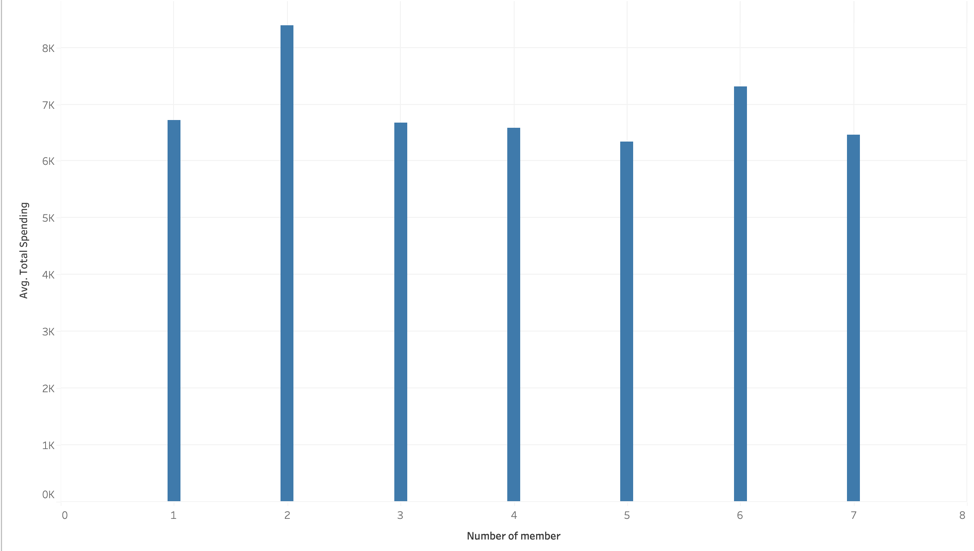 8K
7K
6K
5K
4K
3K
2K
1K
0K
Avg. Total Spending
0 1 2 3 4 5 6 7 8
Number of member